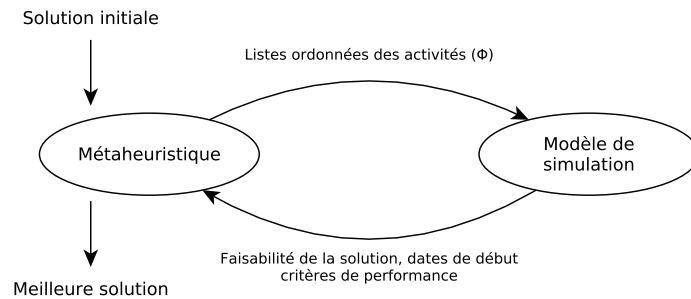 Solution initiale
Listes ordonnées des activités (Φ)
Métaheuristique
Modèle de
simulation
Faisabilité de la solution, dates de début
critères de performance
Meilleure solution